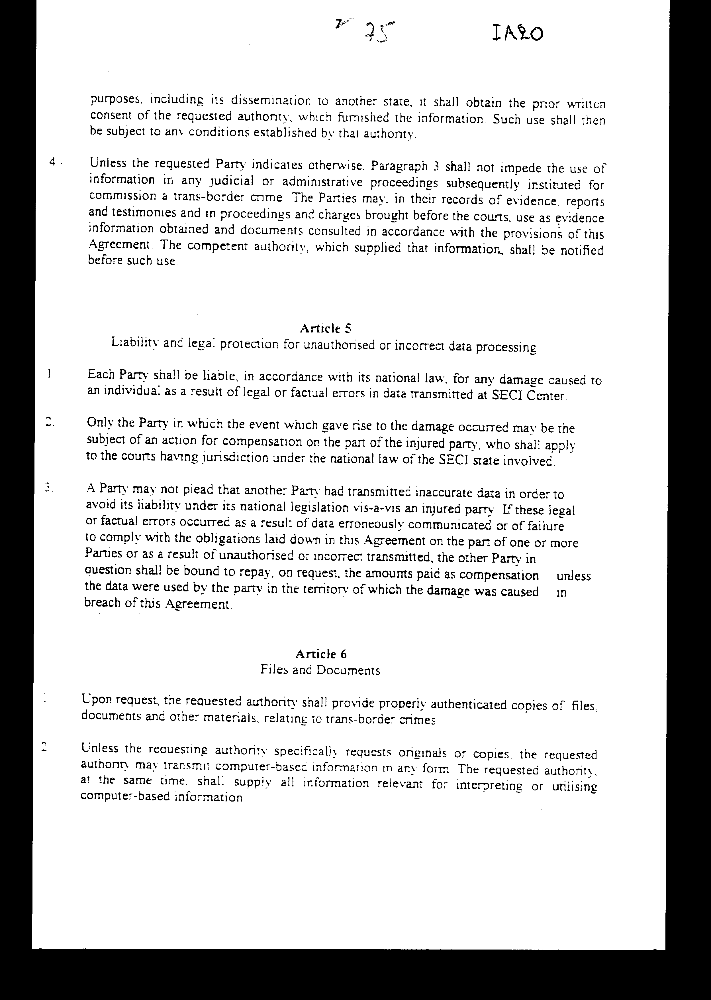 75
purposes, including its dissemination to another state, it shall obtain the prior written
consent of the requested authority, which furnished the information. Such use shall then
be subject to any conditions established by that authority.
4. Unless the requested Party indicates otherwise, Paragraph 3 shall not impede the use of
information in any judicial or administrative proceedings subsequently instituted for
commission a trans-border crime. The Parties may, in their records of evidence, reports
and testimonies and in proceedings and charges brought before the courts, use as evidence
information obtained and documents consulted in accordance with the provisions of this
Agreement. The competent authority, which supplied that information, shall be notified
before such use
Article 5
Liability and legal protection for unauthorised or incorrect data processing
1 Each Party shall be liable, in accordance with its national law, for any damage caused to
an individual as a result of legal or factual errors in data transmitted at SECI Center.
2. Only the Party in which the event which gave rise to the damage occurred may be the
subject of an action for compensation on the part of the injured party, who shall apply
to the courts having jurisdiction under the national law of the SECI state involved.
3. A Party may not plead that another Party had transmitted inaccurate data in order to
avoid its liability under its national legislation vis-a-vis an injured party If these legal
or factual errors occurred as a result of data erroneously communicated or of failure
to comply with the obligations laid down in this Agreement on the part of one or more
Parties or as a result of unauthorised or incorrect transmitted, the other Party in
question shall be bound to repay, on request, the amounts paid as compensation unless
the data were used by the party in the territory of which the damage was caused in
breach of this Agreement.
Article 6
Files and Documents
Upon request, the requested authority shall provide properly authenticated copies of files,
documents and other materials, relating to trans-border crimes
2 Unless the requesting authority specifically requests originals or copies, the requested
authority may transmit computer-based information in any form The requested authority,
at the same time, shall supply all information relevant for interpreting or utilising
computer-based information